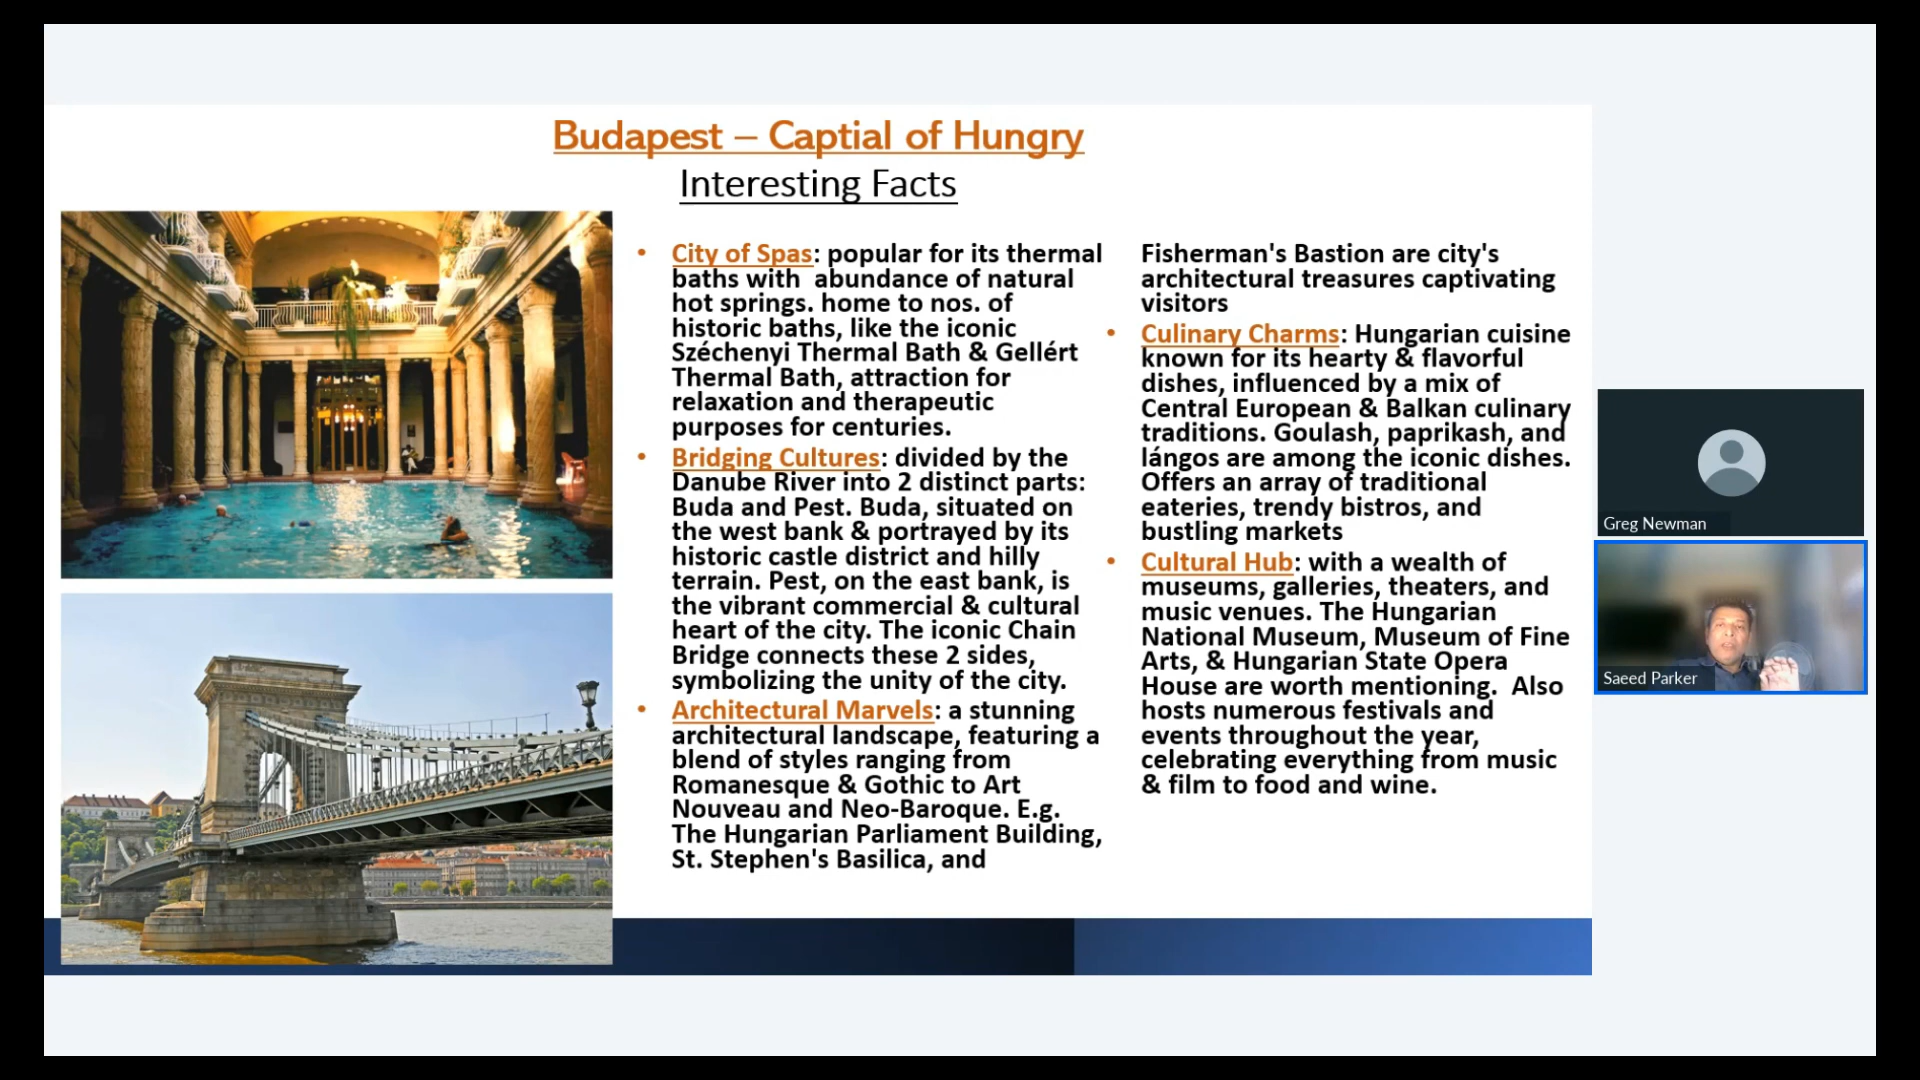 Budapest – Captial of Hungry
Interesting Facts
• City of Spas: popular for its thermal
baths with  abundance of natural
hot springs. home to nos. of
historic baths, like the iconic
Széchenyi Thermal Bath & Gellért
Thermal Bath, attraction for
relaxation and therapeutic
purposes for centuries.
• Bridging Cultures: divided by the
Danube River into 2 distinct parts:
Buda and Pest. Buda, situated on
the west bank & portrayed by its
historic castle district and hilly
terrain. Pest, on the east bank, is
the vibrant commercial & cultural
heart of the city. The iconic Chain
Bridge connects these 2 sides,
symbolizing the unity of the city.
• Architectural Marvels: a stunning
architectural landscape, featuring a
blend of styles ranging from
Romanesque & Gothic to Art
Nouveau and Neo-Baroque. E.g.
The Hungarian Parliament Building,
St. Stephen's Basilica, and
Fisherman's Bastion are city's
architectural treasures captivating
visitors
• Culinary Charms: Hungarian cuisine
known for its hearty & flavorful
dishes, influenced by a mix of
Central European & Balkan culinary
traditions. Goulash, paprikash, and
lángos are among the iconic dishes.
Offers an array of traditional
eateries, trendy bistros, and
bustling markets
• Cultural Hub: with a wealth of
museums, galleries, theaters, and
music venues. The Hungarian
National Museum, Museum of Fine
Arts, & Hungarian State Opera
House are worth mentioning.  Also
hosts numerous festivals and
events throughout the year,
celebrating everything from music
& film to food and wine.
Greg Newman
Saeed Parker